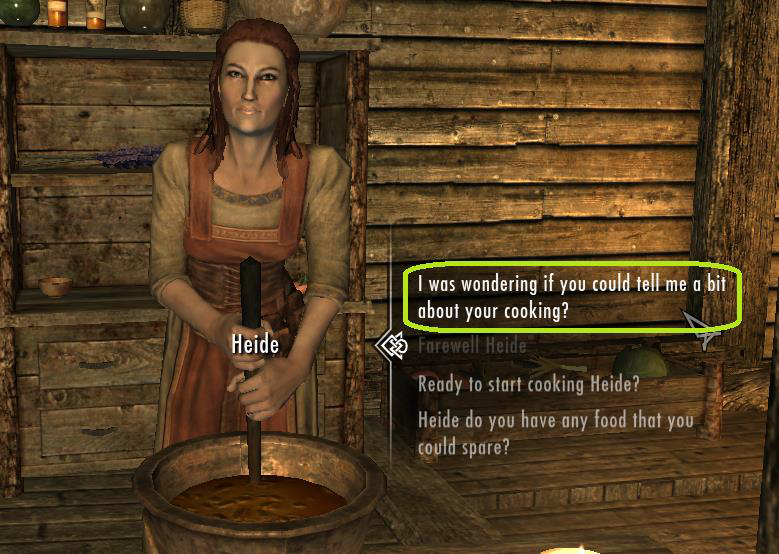 I was wondering if you could tell me a bit
about your cooking?
Heide
Farewell Heide
Ready to start cooking Heide?
Heide do you have any food that you
could spare?